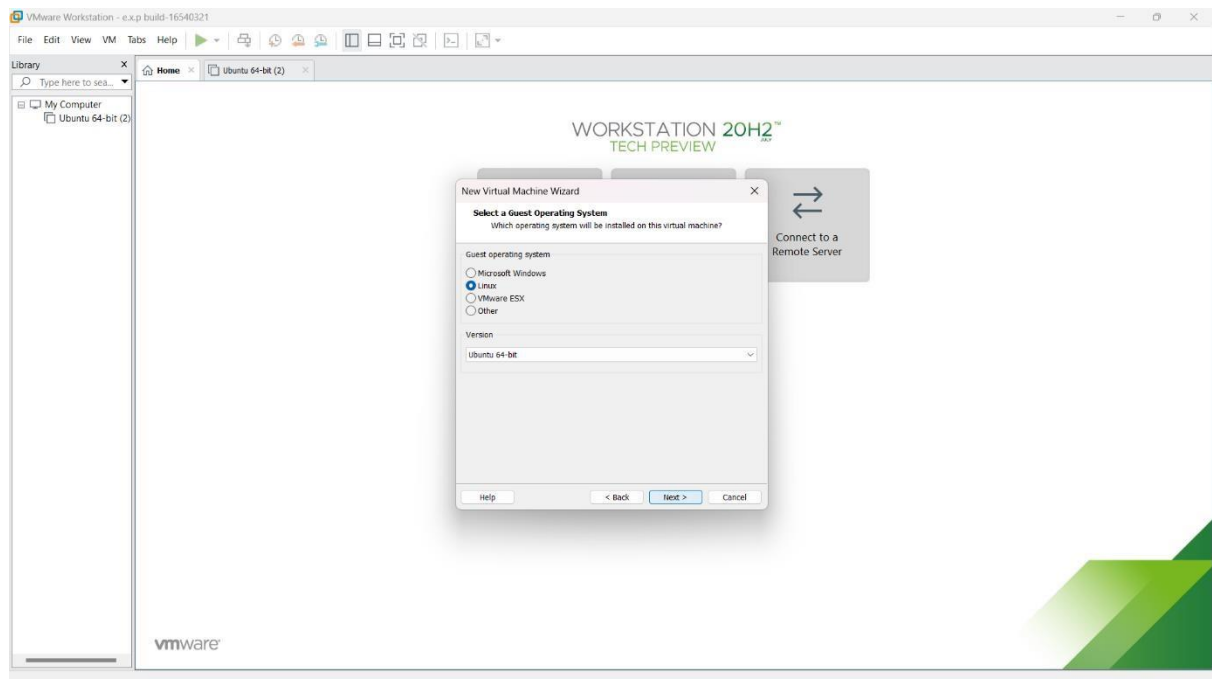 VMware Workstation - e.x.p build-16540321
File Edit View VM Tabs Help
Library X
Type here to sea...
My Computer
Ubuntu 64-bit (2)
Home
Ubuntu 64-bit (2)
WORKSTATION 20H2™
JULY
TECH PREVIEW
Connect to a
Remote Server
New Virtual Machine Wizard
Select a Guest Operating System
Which operating system will be installed on this virtual machine?
Guest operating system
Microsoft Windows
Linux
VMware ESX
Other
Version
Ubuntu 64-bit
Help < Back Next > Cancel
vmware